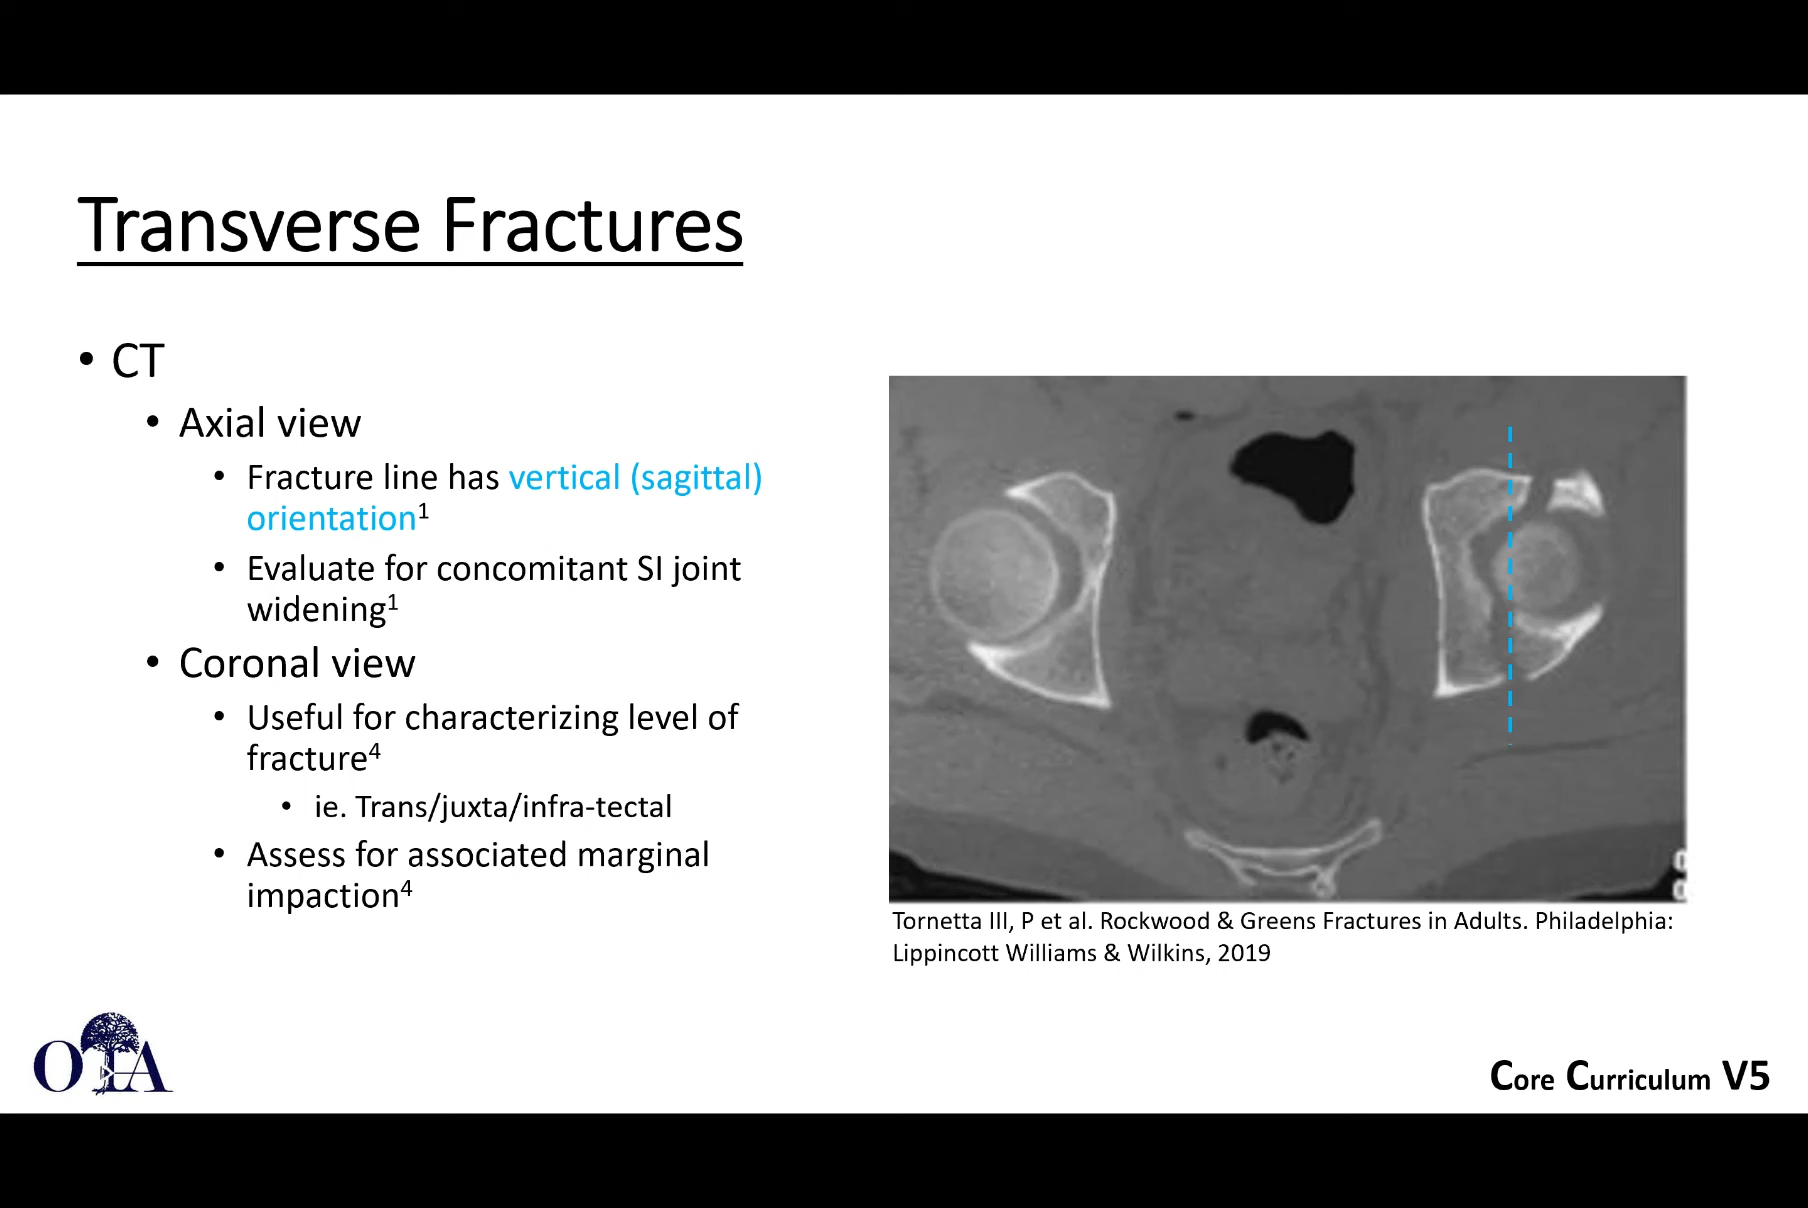 Transverse Fractures
• CT
• Axial view
• Fracture line has vertical (sagittal)
orientation1
• Evaluate for concomitant SI joint
widening1
• Coronal view
• Useful for characterizing level of
fracture4
• ie. Trans/juxta/infra-tectal
• Assess for associated marginal
impaction4
Tornetta III, P et al. Rockwood & Greens Fractures in Adults. Philadelphia:
Lippincott Williams & Wilkins, 2019
OTA
Core Curriculum V5